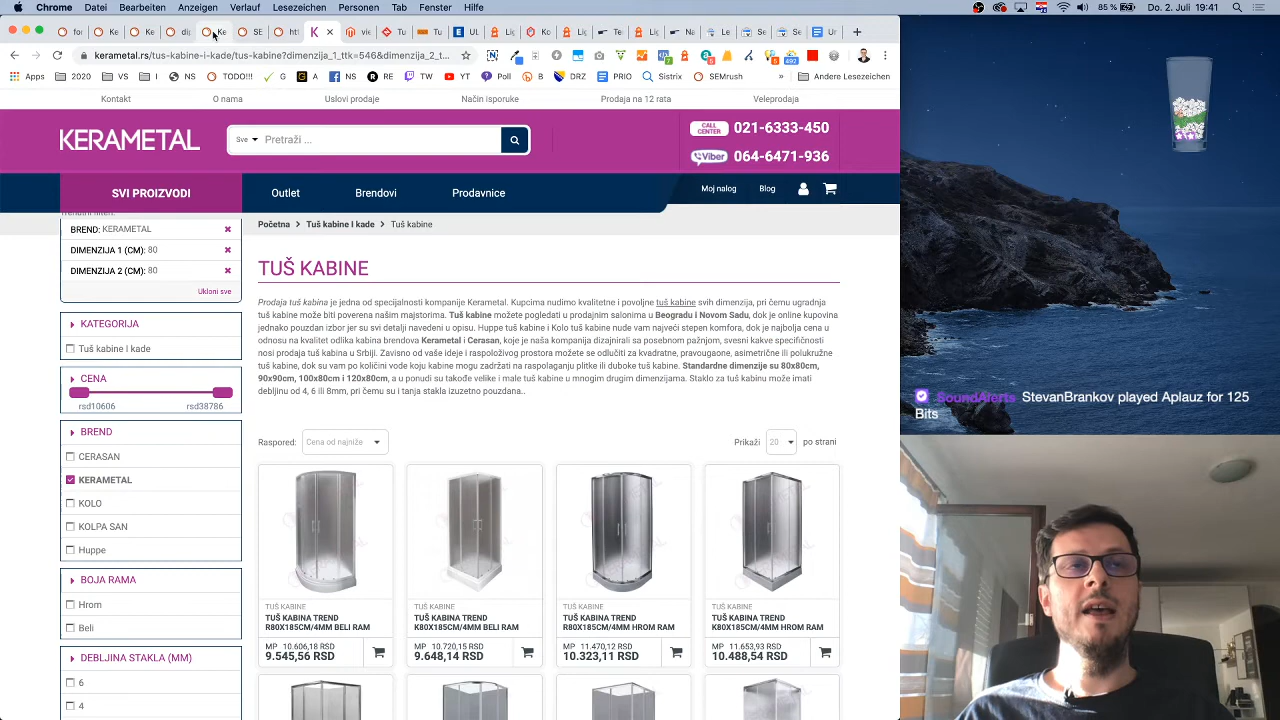 Chrome Datei Bearbeiten Anzeigen Verlauf Lesezeichen Personen Tab Fenster Hilfe
Do. 2. Juli 19:41
kerametal.rs/tus-kabine-i-kade/tus-kabine?dimenzija_1_ttk=546&dimenzija_2_t...
Apps 2020 VS I NS TODO!!! G A NS RE TW YT Poll B DRZ PRIO Sistrix SEMrush » Andere Lesezeichen
Kontakt O nama Uslovi prodaje Način isporuke Prodaja na 12 rata Veleprodaja
KERAMETAL
Sve Pretraži ...
CALL CENTER 021-6333-450
Viber 064-6471-936
SVI PROIZVODI Outlet Brendovi Prodavnice Moj nalog Blog
Trenutni filteri:
BREND: KERAMETAL
DIMENZIJA 1 (CM): 80
DIMENZIJA 2 (CM): 80
Ukloni sve
KATEGORIJA
Tuš kabine I kade
CENA
rsd10606 rsd38786
BREND
CERASAN
KERAMETAL
KOLO
KOLPA SAN
Huppe
BOJA RAMA
Hrom
Beli
DEBLJINA STAKLA (MM)
6
4
Početna > Tuš kabine I kade > Tuš kabine
TUŠ KABINE
Prodaja tuš kabina je jedna od specijalnosti kompanije Kerametal. Kupcima nudimo kvalitetne i povoljne tuš kabine svih dimenzija, pri čemu ugradnja
tuš kabine može biti poverena našim majstorima. Tuš kabine možete pogledati u prodajnim salonima u Beogradu i Novom Sadu, dok je online kupovina
jednako pouzdan izbor jer su svi detalji navedeni u opisu. Huppe tuš kabine i Kolo tuš kabine nude vam najveći stepen komfora, dok je najbolja cena u
odnosu na kvalitet odlika kabina brendova Kerametal i Cerasan, koje je naša kompanija dizajnirali sa posebnom pažnjom, svesni kakve specifičnosti
nosi prodaja tuš kabina u Srbiji. Zavisno od vaše ideje i raspoloživog prostora možete se odlučiti za kvadratne, pravougaone, asimetrične ili polukružne
tuš kabine, dok su vam po količini vode koju kabine mogu zadržati na raspolaganju plitke ili duboke tuš kabine. Standardne dimenzije su 80x80cm,
90x90cm, 100x80cm i 120x80cm, a u ponudi su takođe velike i male tuš kabine u mnogim drugim dimenzijama. Staklo za tuš kabinu može imati
debljinu od 4, 6 ili 8mm, pri čemu su i tanja stakla izuzetno pouzdana..
Raspored: Cena od najniže Prikaži 20 po strani
TUŠ KABINE
TUŠ KABINA TREND
R80X185CM/4MM BELI RAM
MP 10.606,18 RSD
9.545,56 RSD
TUŠ KABINE
TUŠ KABINA TREND
K80X185CM/4MM BELI RAM
MP 10.720,15 RSD
9.648,14 RSD
TUŠ KABINE
TUŠ KABINA TREND
R80X185CM/4MM HROM RAM
MP 11.470,12 RSD
10.323,11 RSD
TUŠ KABINE
TUŠ KABINA TREND
K80X185CM/4MM HROM RAM
MP 11.653,93 RSD
10.488,54 RSD
SoundAlerts StevanBrankov played Aplauz for 125
Bits